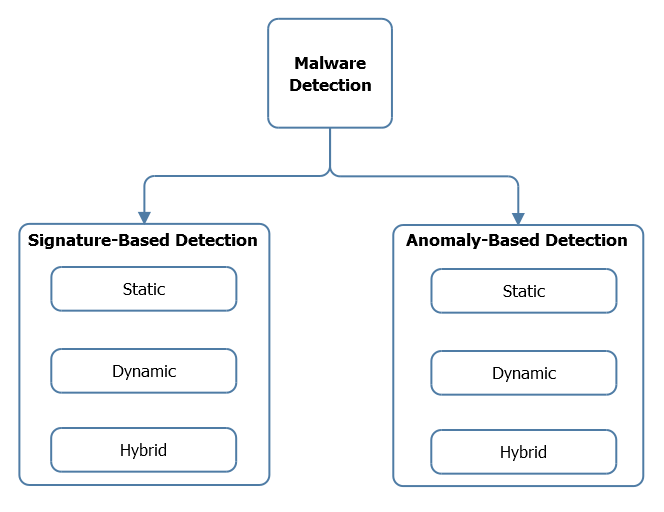 Malware
Detection
Signature-Based Detection
Static
Dynamic
Hybrid
Anomaly-Based Detection
Static
Dynamic
Hybrid